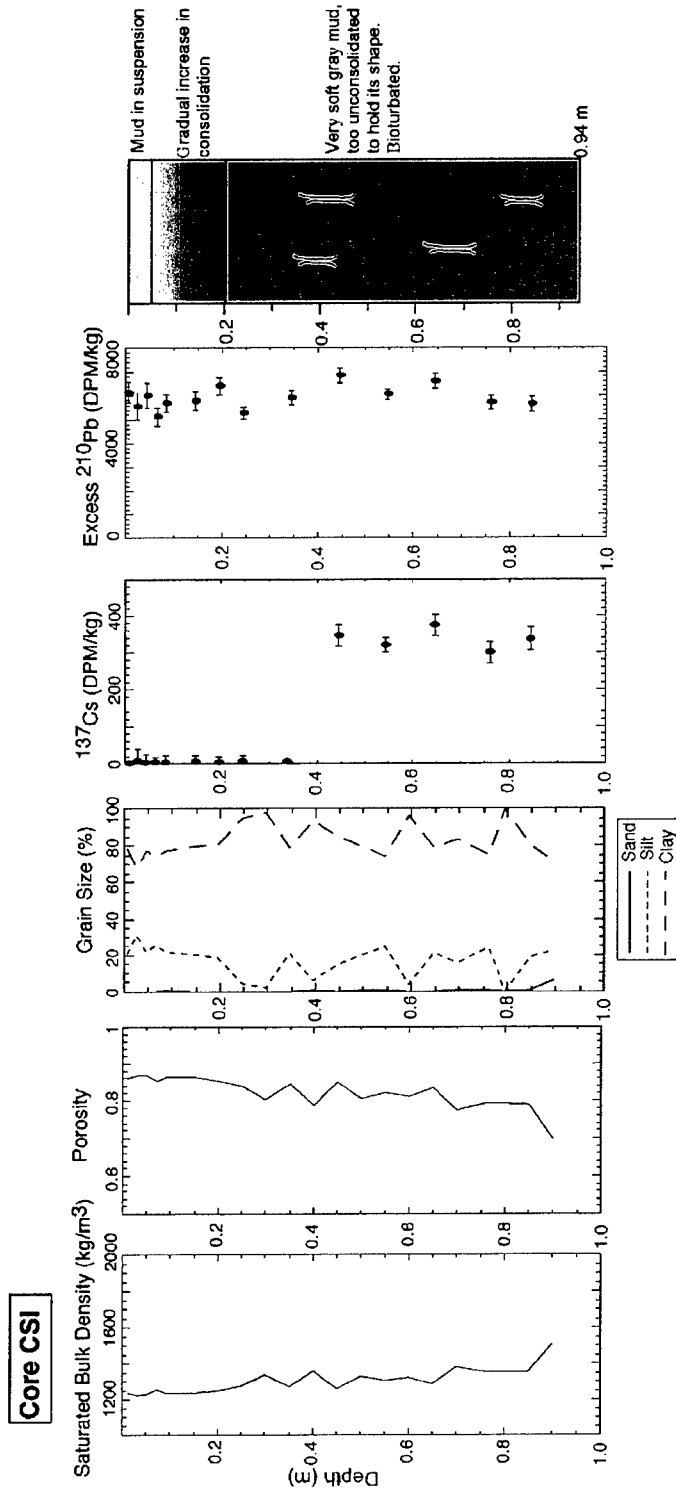 Core CSI
Saturated Bulk Density (kg/m3)
1200
1600
2000
Depth (m)
0.2
0.4
0.6
0.8
1.0
Porosity
0.6
0.8
1
0.2
0.4
0.6
0.8
1.0
Grain Size (%)
0
20
40
60
80
100
0.2
0.4
0.6
0.8
1.0
Sand
Silt
Clay
137Cs (DPM/kg)
0
200
400
0.2
0.4
0.6
0.8
1.0
Excess 210Pb (DPM/kg)
0
4000
8000
0.2
0.4
0.6
0.8
1.0
0.2
0.4
0.6
0.8
Mud in suspension
Gradual increase in
consolidation
Very soft gray mud,
too unconsolidated
to hold its shape.
Bioturbated.
0.94 m